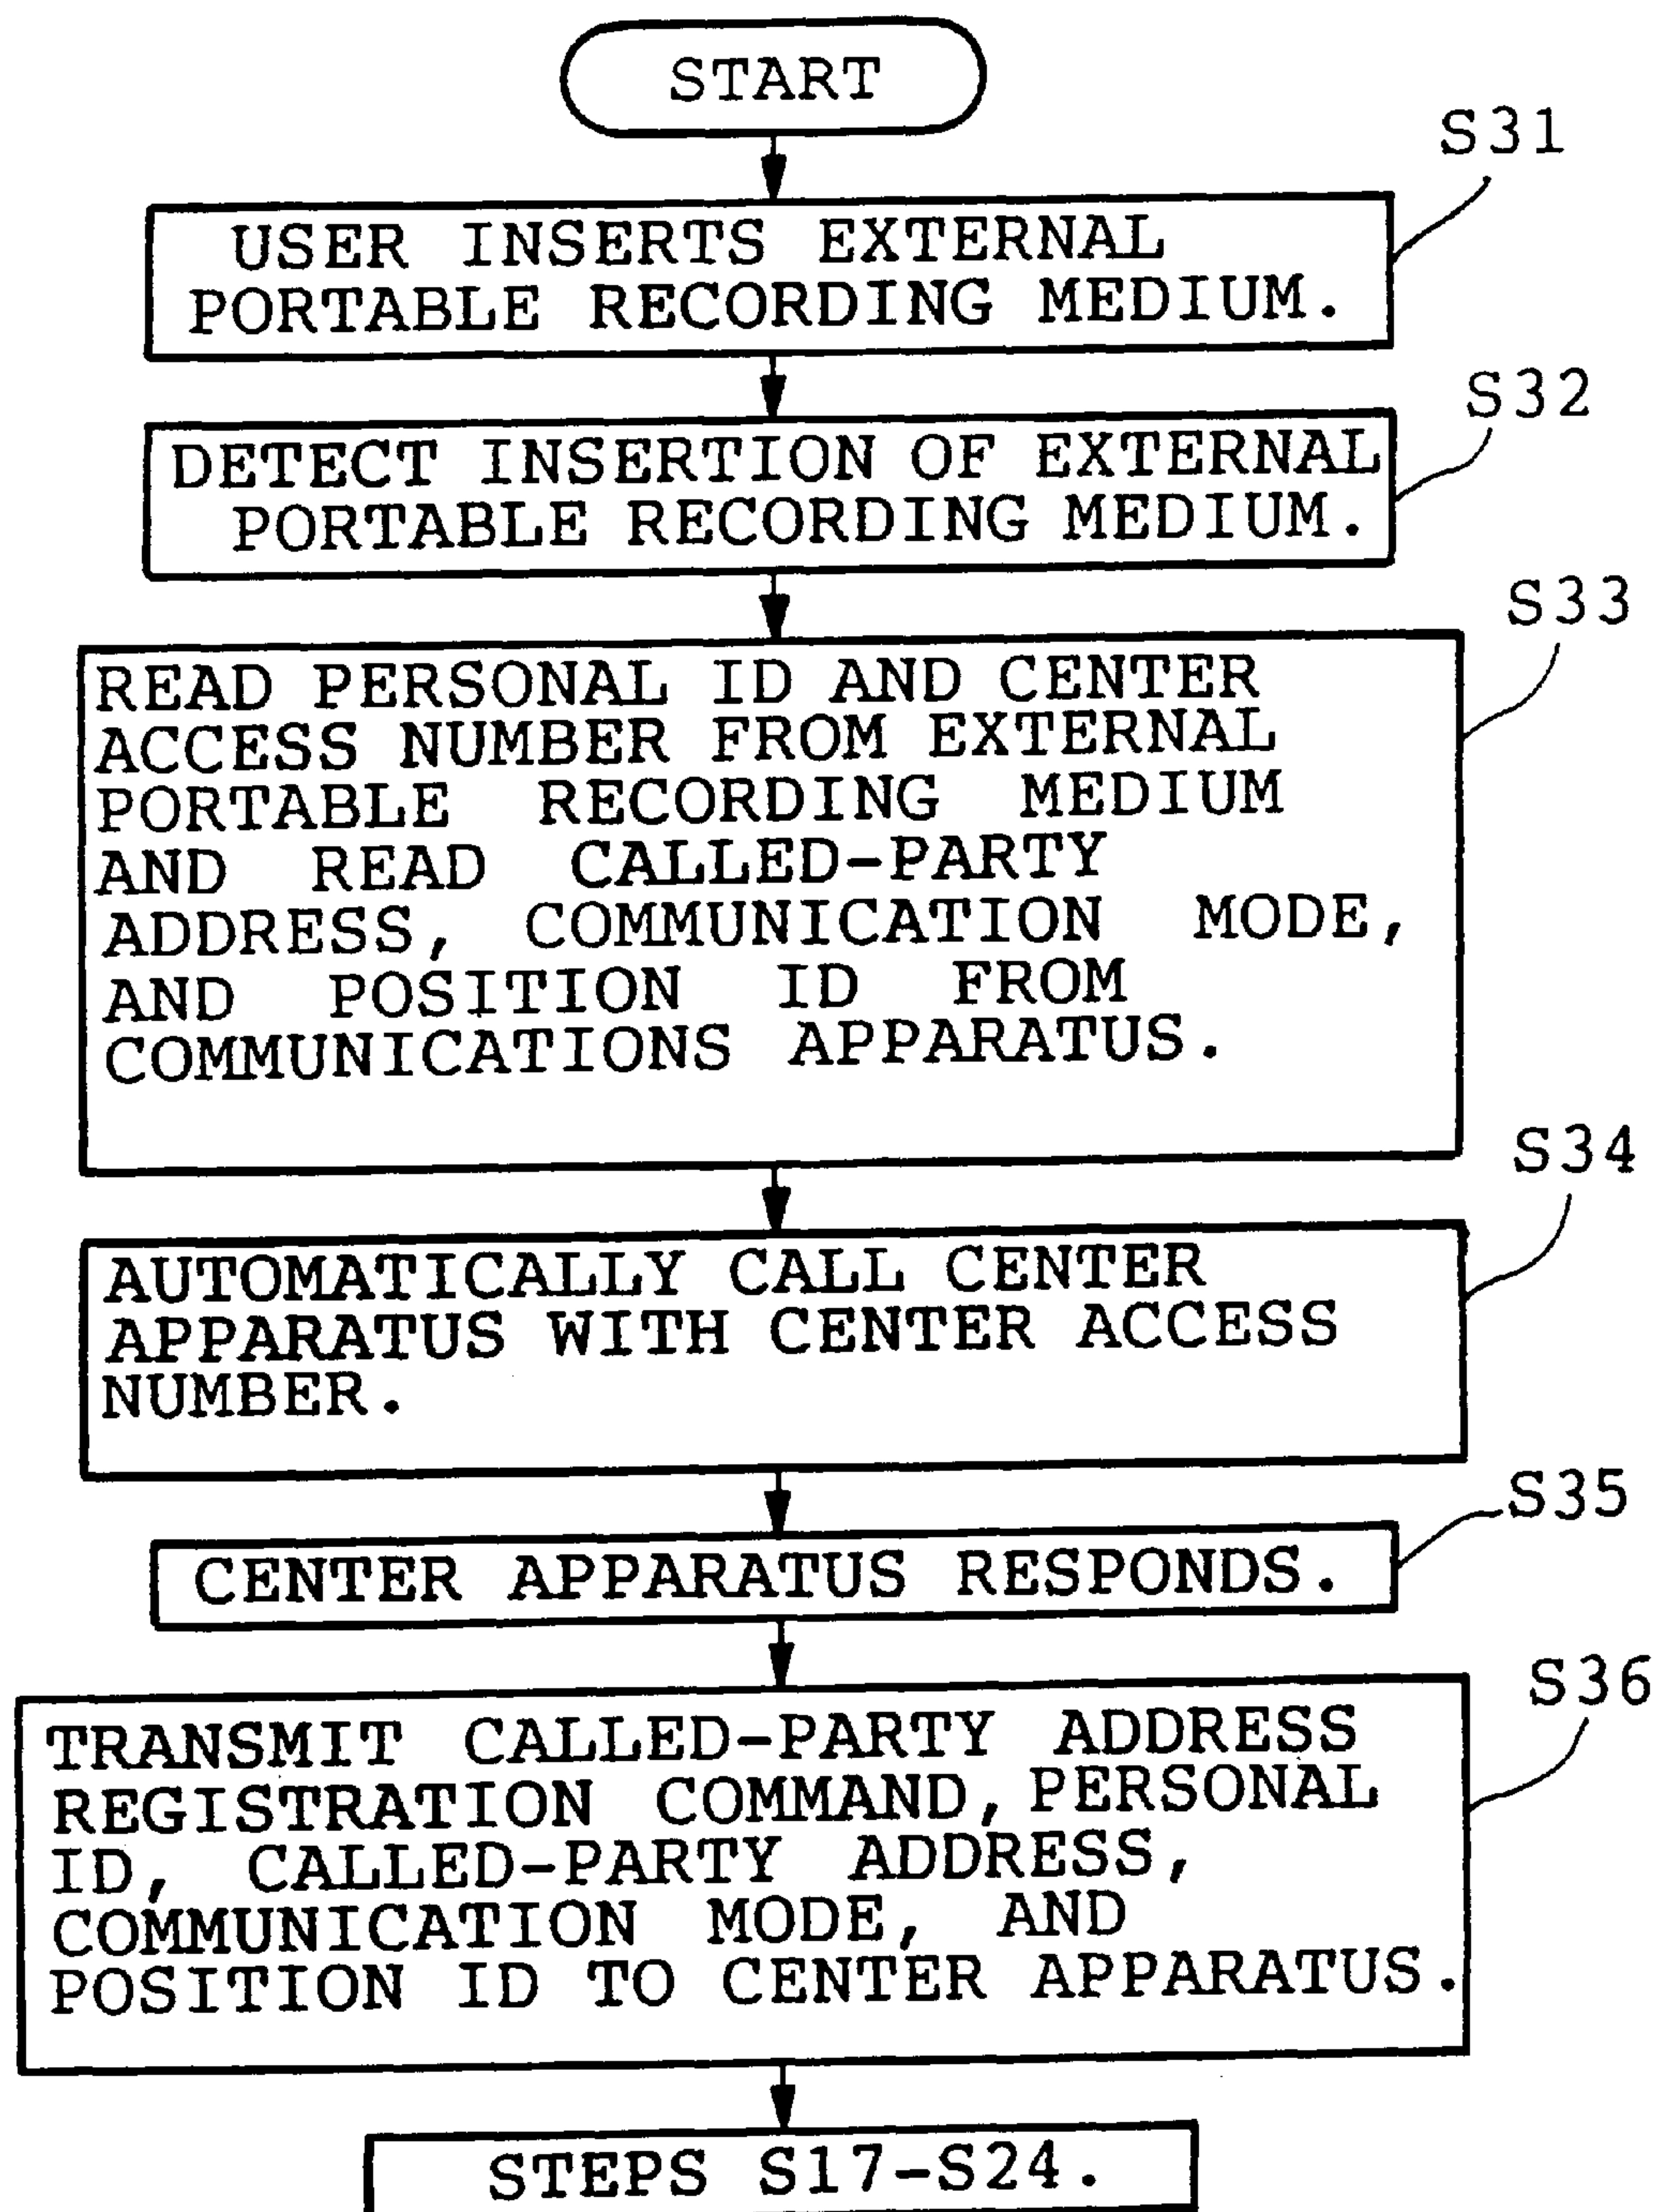 START
S31
USER INSERTS EXTERNAL
PORTABLE RECORDING MEDIUM.
S32
DETECT INSERTION OF EXTERNAL
PORTABLE RECORDING MEDIUM.
S33
READ PERSONAL ID AND CENTER
ACCESS NUMBER FROM EXTERNAL
PORTABLE RECORDING MEDIUM
AND READ CALLED-PARTY
ADDRESS, COMMUNICATION MODE,
AND POSITION ID FROM
COMMUNICATIONS APPARATUS.
S34
AUTOMATICALLY CALL CENTER
APPARATUS WITH CENTER ACCESS
NUMBER.
S35
CENTER APPARATUS RESPONDS.
S36
TRANSMIT CALLED-PARTY ADDRESS
REGISTRATION COMMAND, PERSONAL
ID, CALLED-PARTY ADDRESS,
COMMUNICATION MODE, AND
POSITION ID TO CENTER APPARATUS.
STEPS S17-S24.